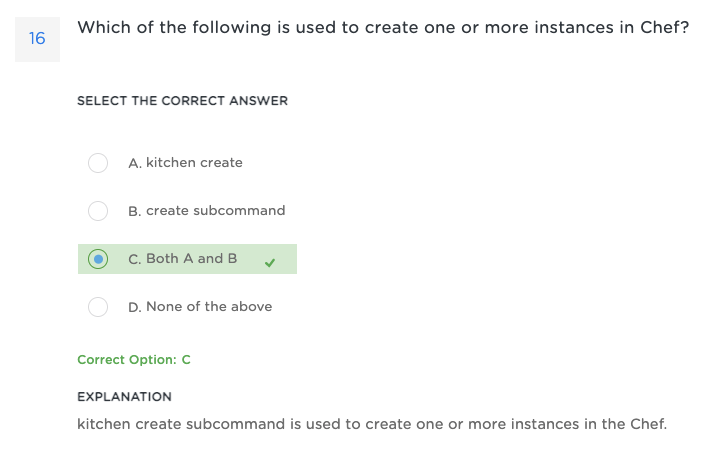 16
Which of the following is used to create one or more instances in Chef?
SELECT THE CORRECT ANSWER
A. kitchen create
B. create subcommand
C. Both A and B
D. None of the above
Correct Option: C
EXPLANATION
kitchen create subcommand is used to create one or more instances in the Chef.